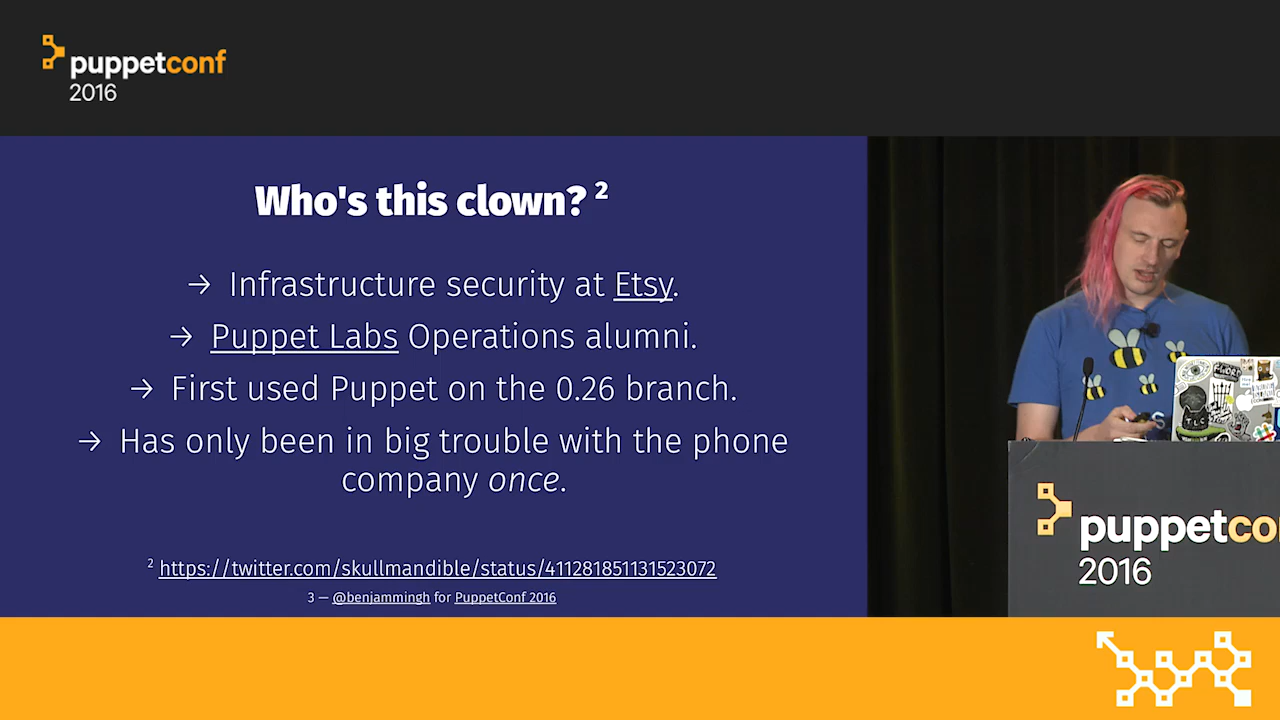 puppetconf
2016
Who's this clown? ²
→ Infrastructure security at Etsy.
→ Puppet Labs Operations alumni.
→ First used Puppet on the 0.26 branch.
→ Has only been in big trouble with the phone
company once.
² https://twitter.com/skullmandible/status/411281851131523072
3 — @benjammingh for PuppetConf 2016
TLC
puppetco
2016